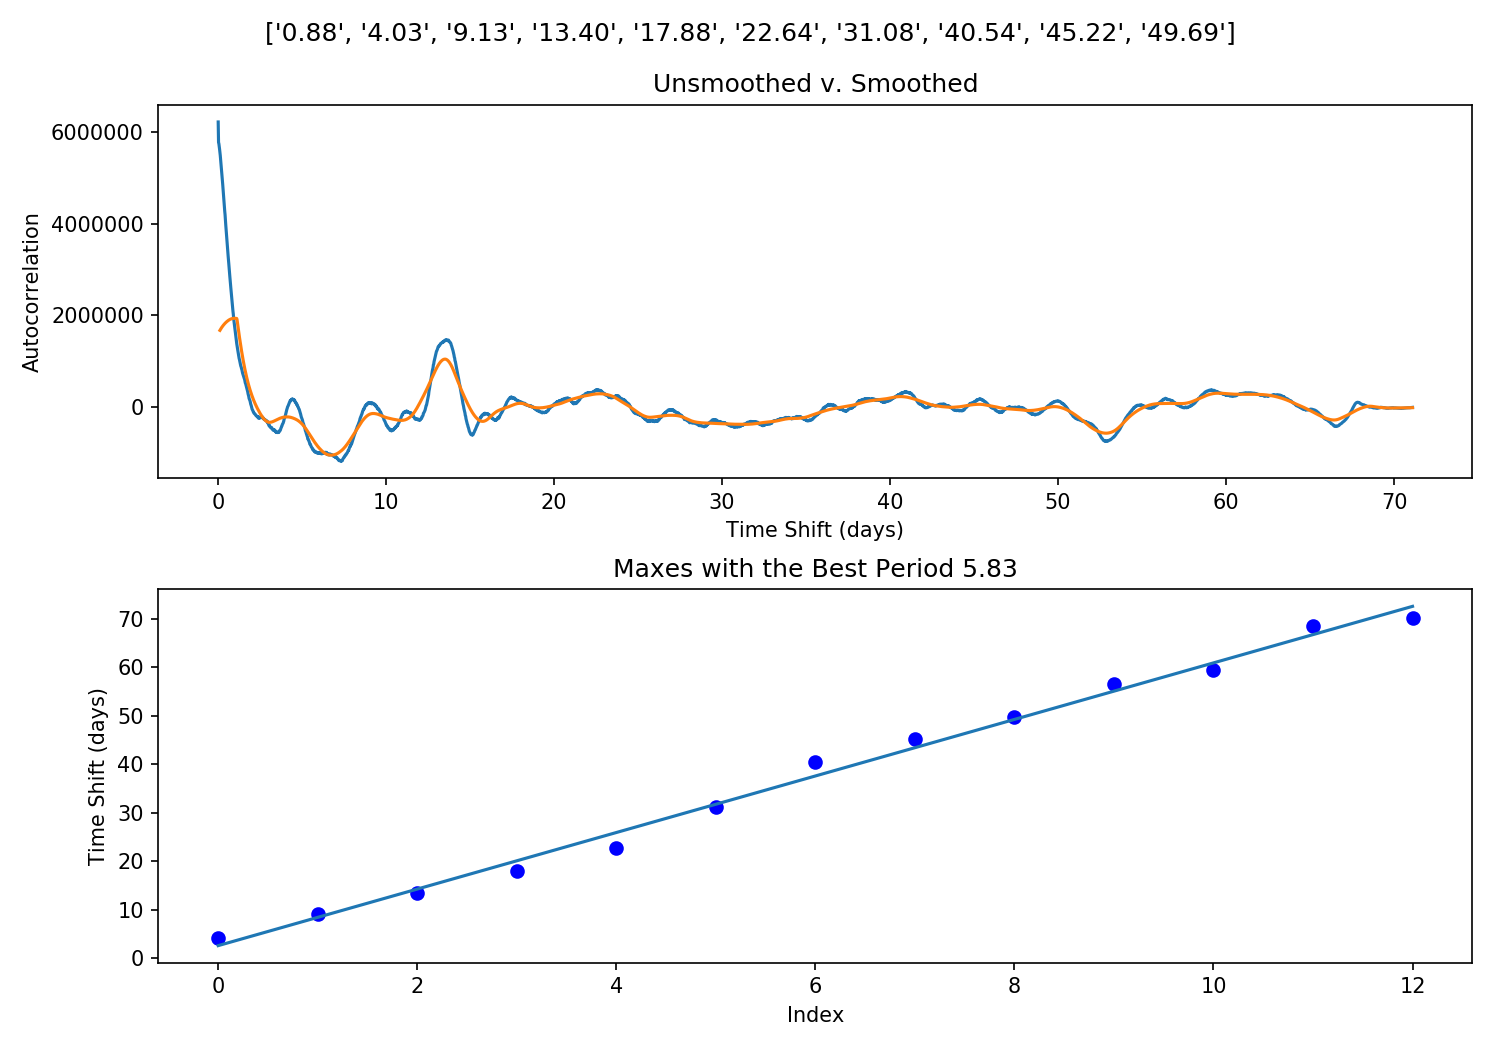 ['0.88', '4.03', '9.13', '13.40', '17.88', '22.64', '31.08', '40.54', '45.22', '49.69']
Unsmoothed v. Smoothed
Autocorrelation
6000000
4000000
2000000
0
0 10 20 30 40 50 60 70
Time Shift (days)
Maxes with the Best Period 5.83
Time Shift (days)
70
60
50
40
30
20
10
0
0 2 4 6 8 10 12
Index